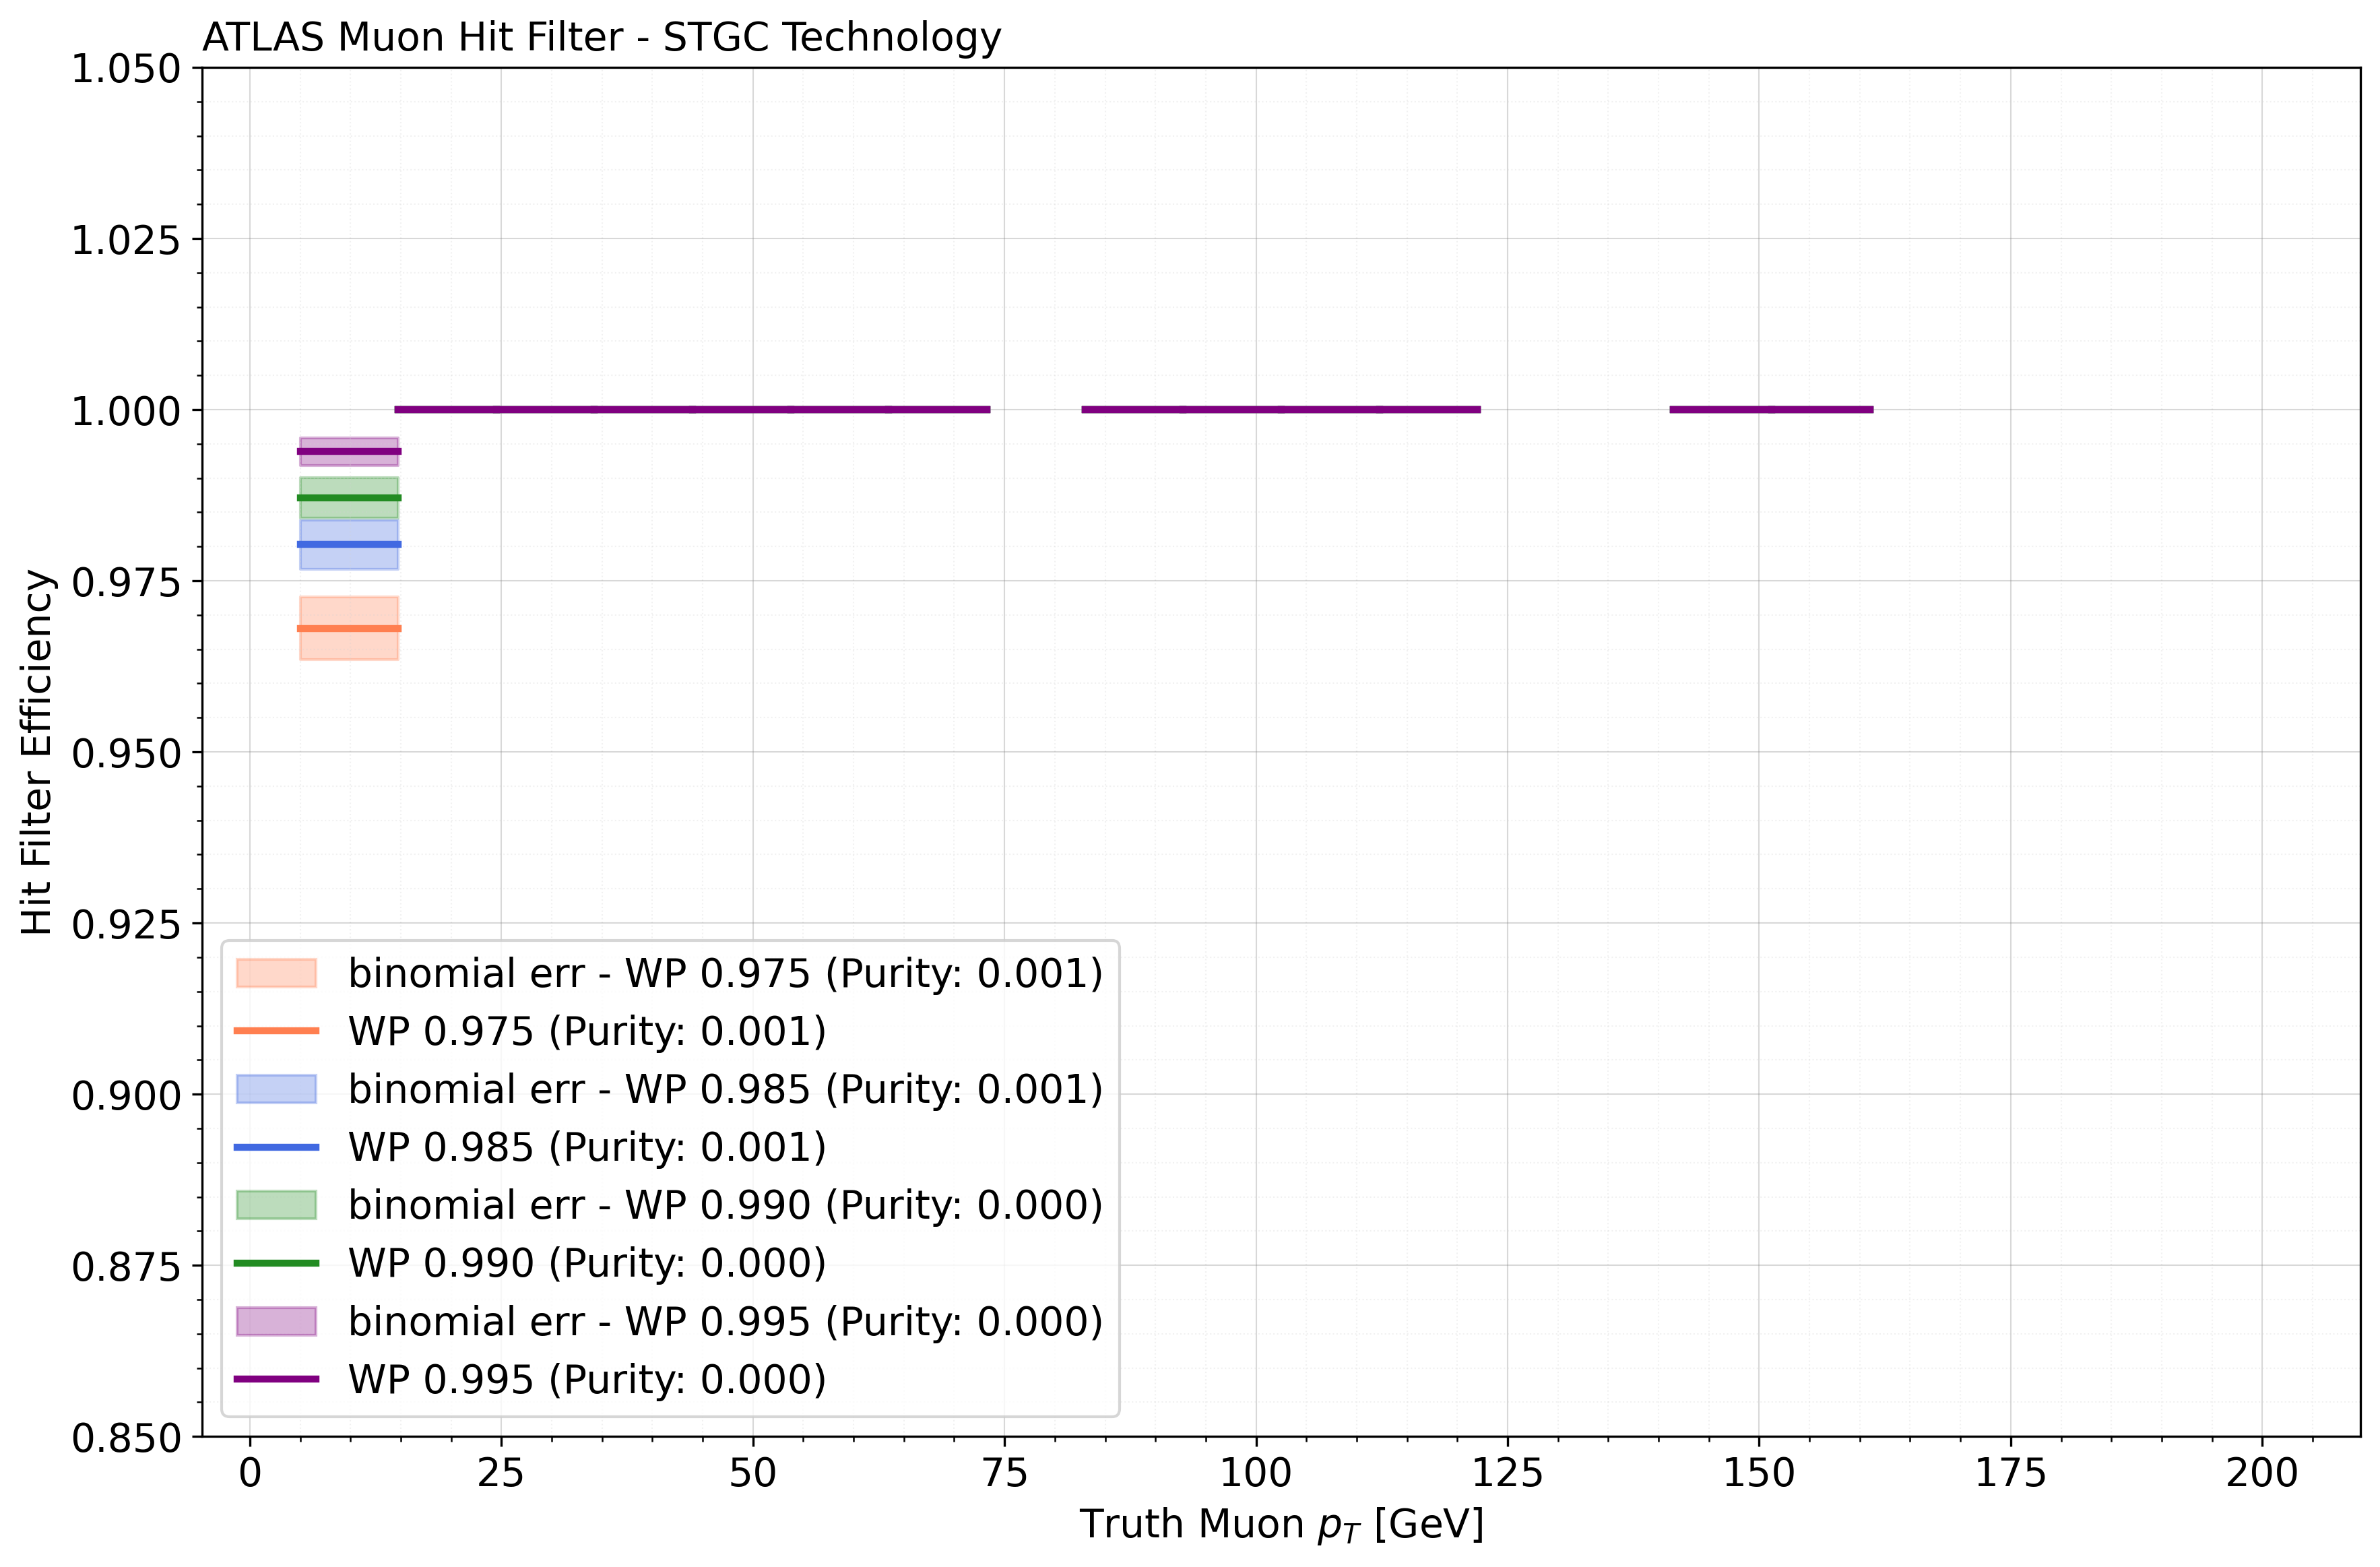 ATLAS Muon Hit Filter - STGC Technology
1.050
1.025
1.000
0.975
0.950
0.925
0.900
0.875
0.850
Hit Filter Efficiency
binomial err - WP 0.975 (Purity: 0.001)
WP 0.975 (Purity: 0.001)
binomial err - WP 0.985 (Purity: 0.001)
WP 0.985 (Purity: 0.001)
binomial err - WP 0.990 (Purity: 0.000)
WP 0.990 (Purity: 0.000)
binomial err - WP 0.995 (Purity: 0.000)
WP 0.995 (Purity: 0.000)
0 25 50 75 100 125 150 175 200
Truth Muon p_T [GeV]